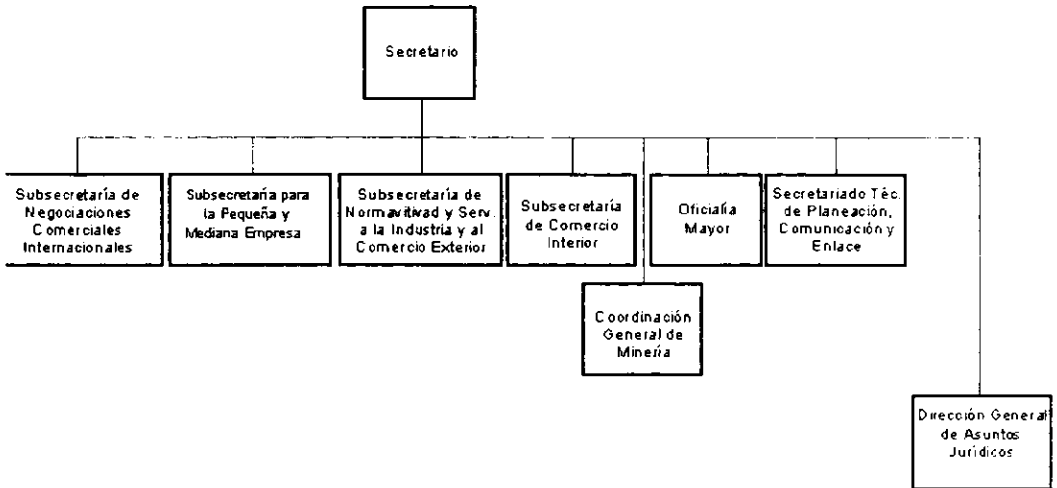 Secretario
Subsecretaría de
Negociaciones
Comerciales
Internacionales
Subsecretaría para
la Pequeña y
Mediana Empresa
Subsecretaría de
Normavitivad y Serv.
a la Industria y al
Comercio Exterior
Subsecretaría
de Comercio
Interior
Oficialía
Mayor
Secretariado Téc.
de Planeación,
Comunicación y
Enlace
Coordinación
General de
Minería
Dirección General
de Asuntos
Jurídicos